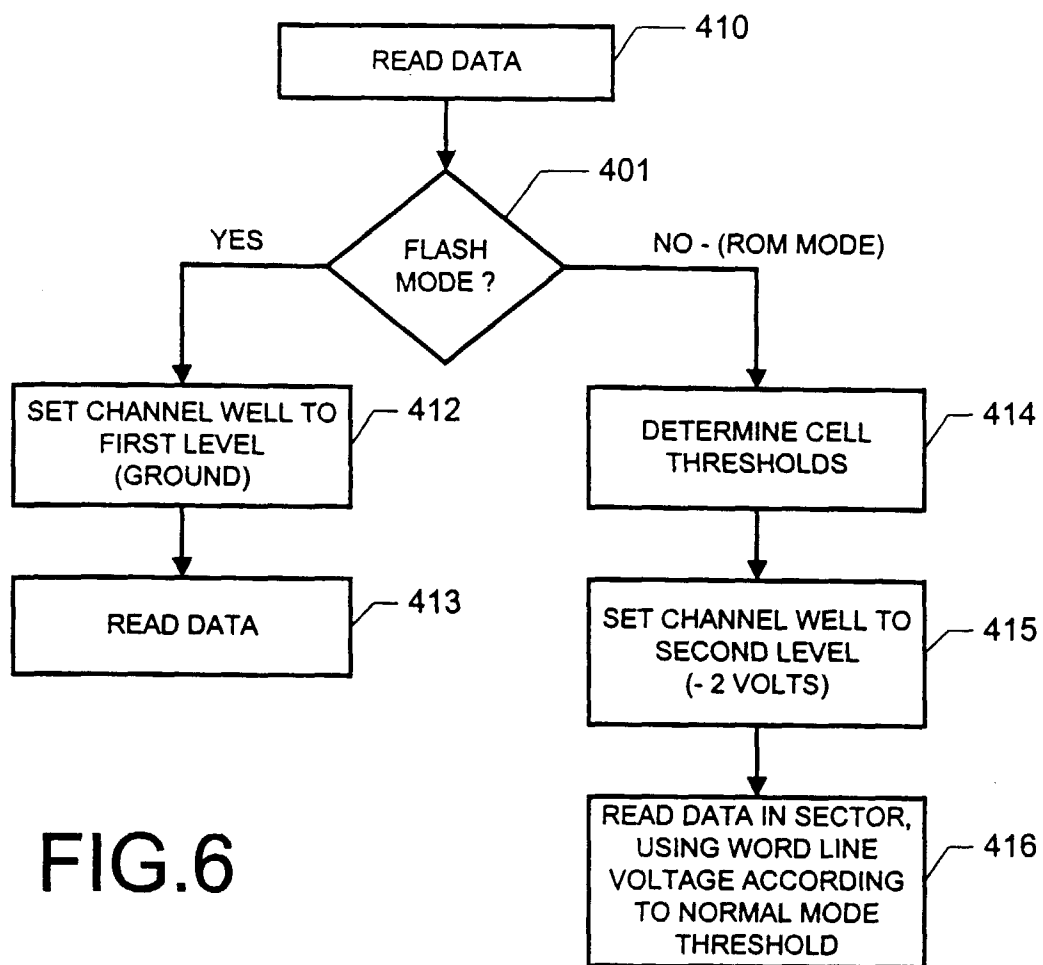 READ DATA
410
401
FLASH
MODE ?
YES
NO - (ROM MODE)
SET CHANNEL WELL TO
FIRST LEVEL
(GROUND)
412
READ DATA
413
DETERMINE CELL
THRESHOLDS
414
SET CHANNEL WELL TO
SECOND LEVEL
(- 2 VOLTS)
415
READ DATA IN SECTOR,
USING WORD LINE
VOLTAGE ACCORDING
TO NORMAL MODE
THRESHOLD
416
FIG.6